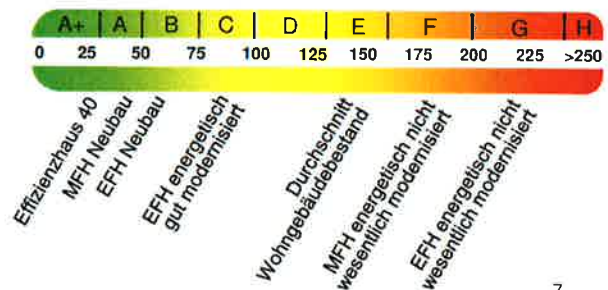 A+ A B C D E F G H
0 25 50 75 100 125 150 175 200 225 >250
Effizienzhaus 40
MFH Neubau
EFH Neubau
EFH energetisch
gut modernisiert
Durchschnitt
Wohngebäudebestand
MFH energetisch nicht
wesentlich modernisiert
EFH energetisch nicht
wesentlich modernisiert